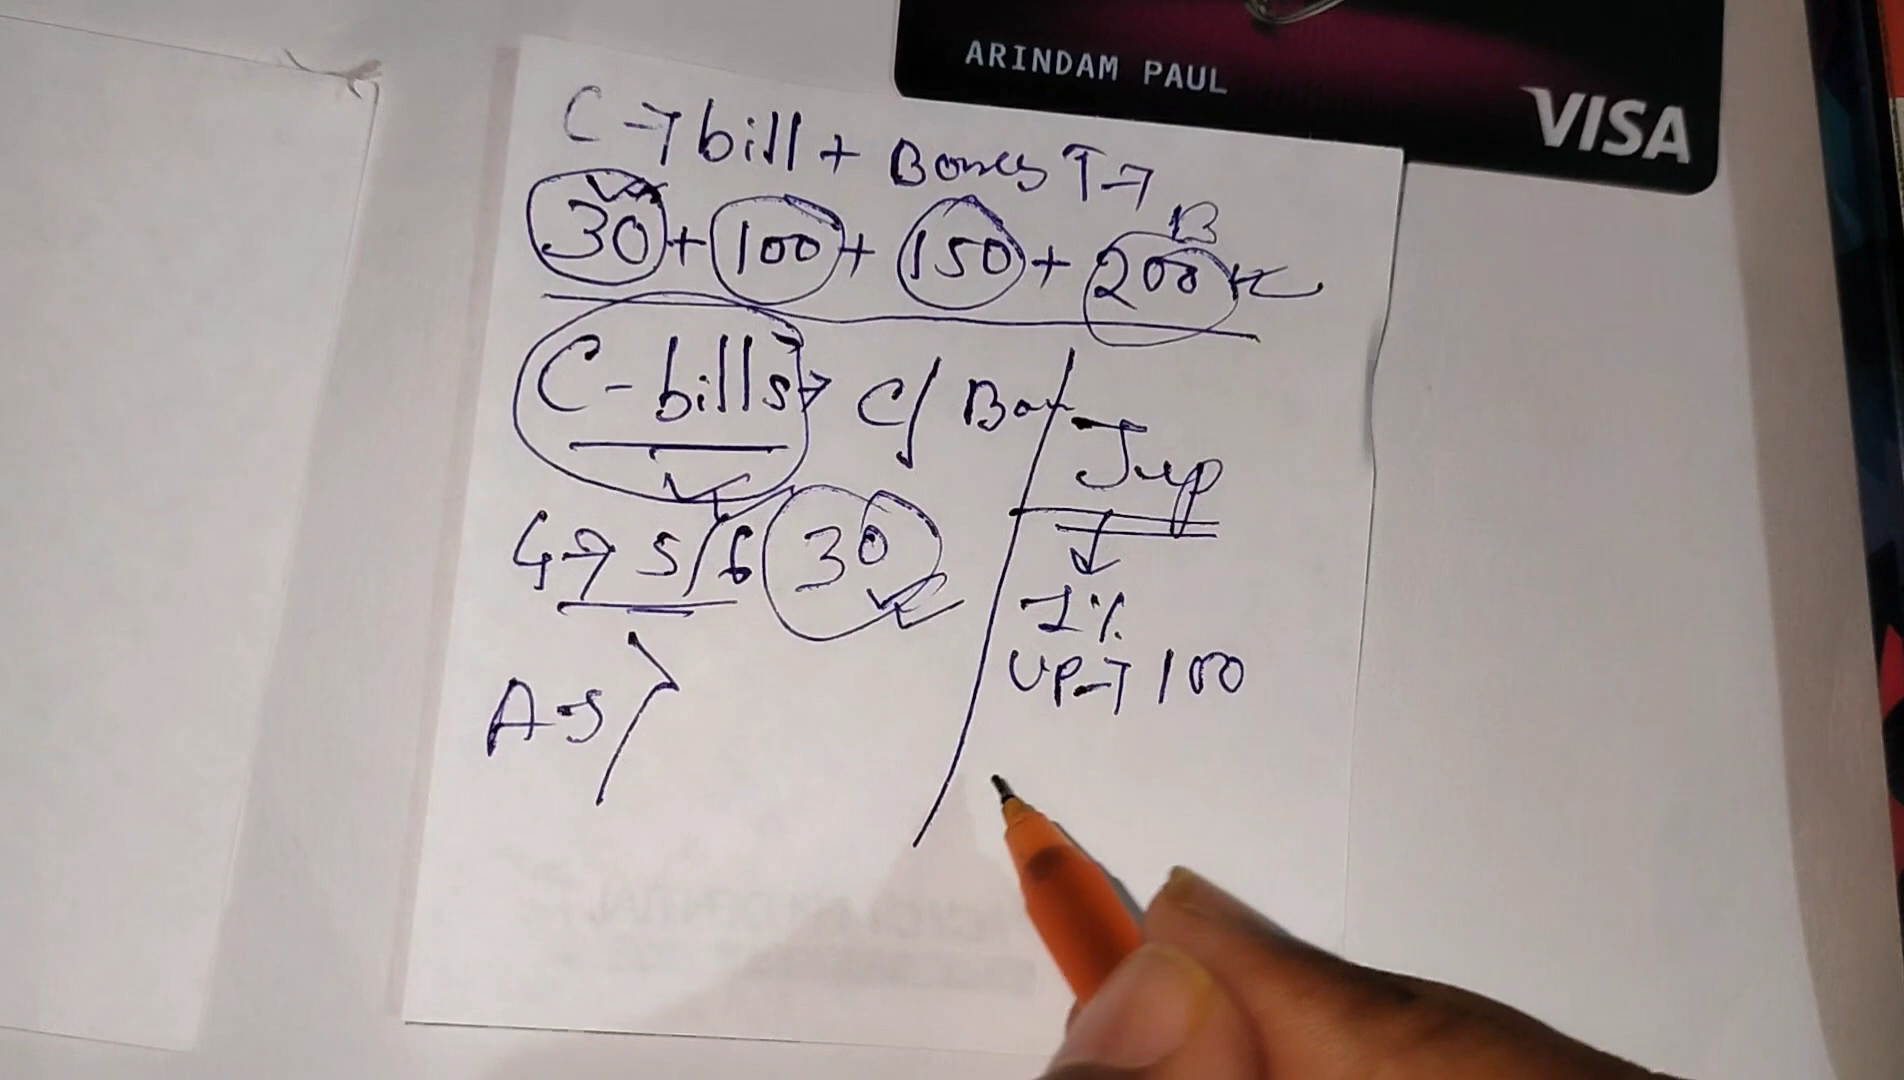 ARINDAM PAUL
VISA
C → bill + Bones T →
B
30 + 100 + 150 + 200
C-bills → C/ Bat
Jup
4 → 5/6 30
1%
UP → 100
A-5